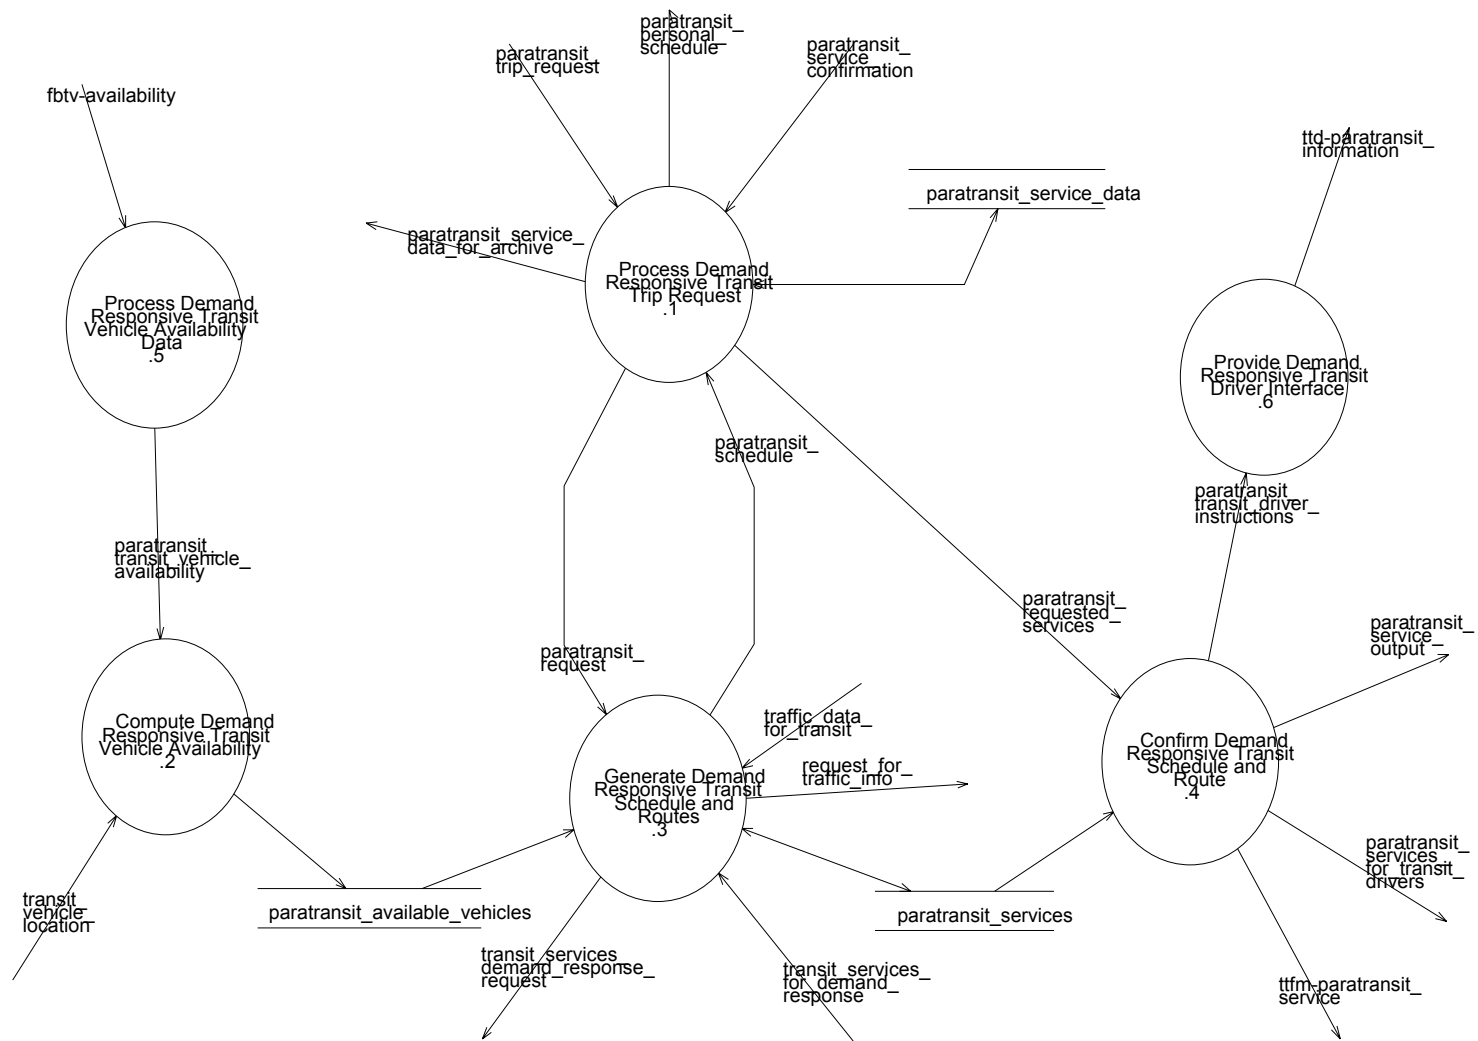 paratransit_
personal_
schedule
paratransit_
trip_request
paratransit_
service_
confirmation
fbtv-availability
ttd-paratransit_
information
paratransit_service_data
paratransit_service_
data_for_archive
Process Demand
Responsive Transit
Trip Request
.1
Process Demand
Responsive Transit
Vehicle Availability
Data
.5
Provide Demand
Responsive Transit
Driver Interface
.6
paratransit_
schedule
paratransit_
transit_driver_
instructions
paratransit_
transit_vehicle_
availability
paratransit_
requested_
services
paratransit_
service_
output
paratransit_
request
Compute Demand
Responsive Transit
Vehicle Availability
.2
traffic_data_
for_transit
request_for_
traffic_info
Generate Demand
Responsive Transit
Schedule and
Routes
.3
Confirm Demand
Responsive Transit
Schedule and
Route
.4
paratransit_
services_
for_transit_
drivers
transit_
vehicle_
location
paratransit_available_vehicles
paratransit_services
transit_services_
demand_response_
request
transit_services_
for_demand_
response
ttfm-paratransit_
service